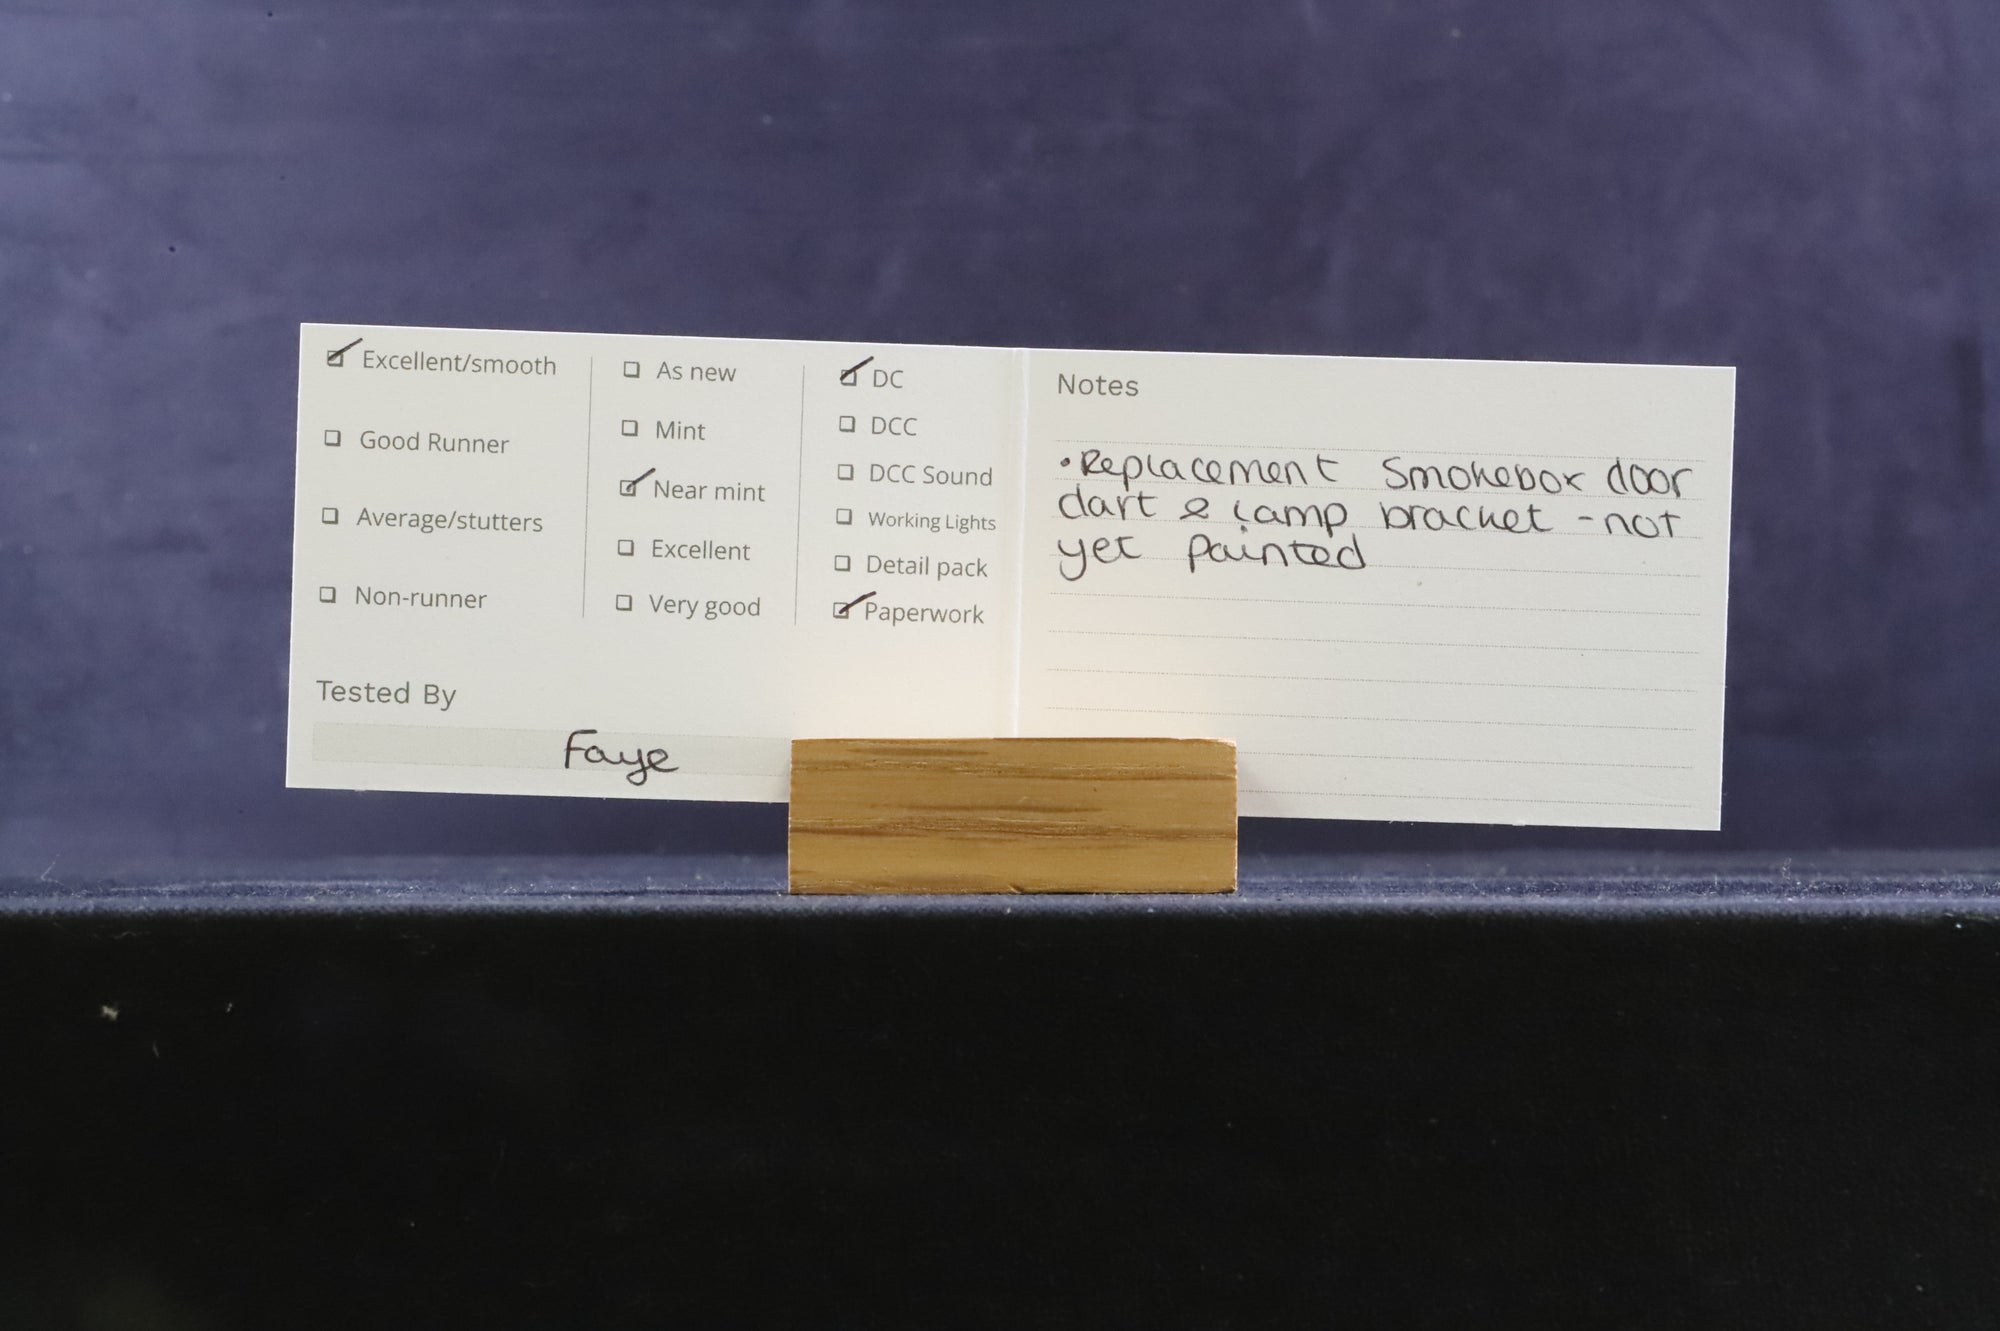 Excellent/smooth
Good Runner
Average/stutters
Non-runner
As new
Mint
Near mint
Excellent
Very good
DC
DCC
DCC Sound
Working Lights
Detail pack
Paperwork
Tested By
Faye
Notes
• Replacement Smokebox door
dart & lamp bracket - not
yet painted